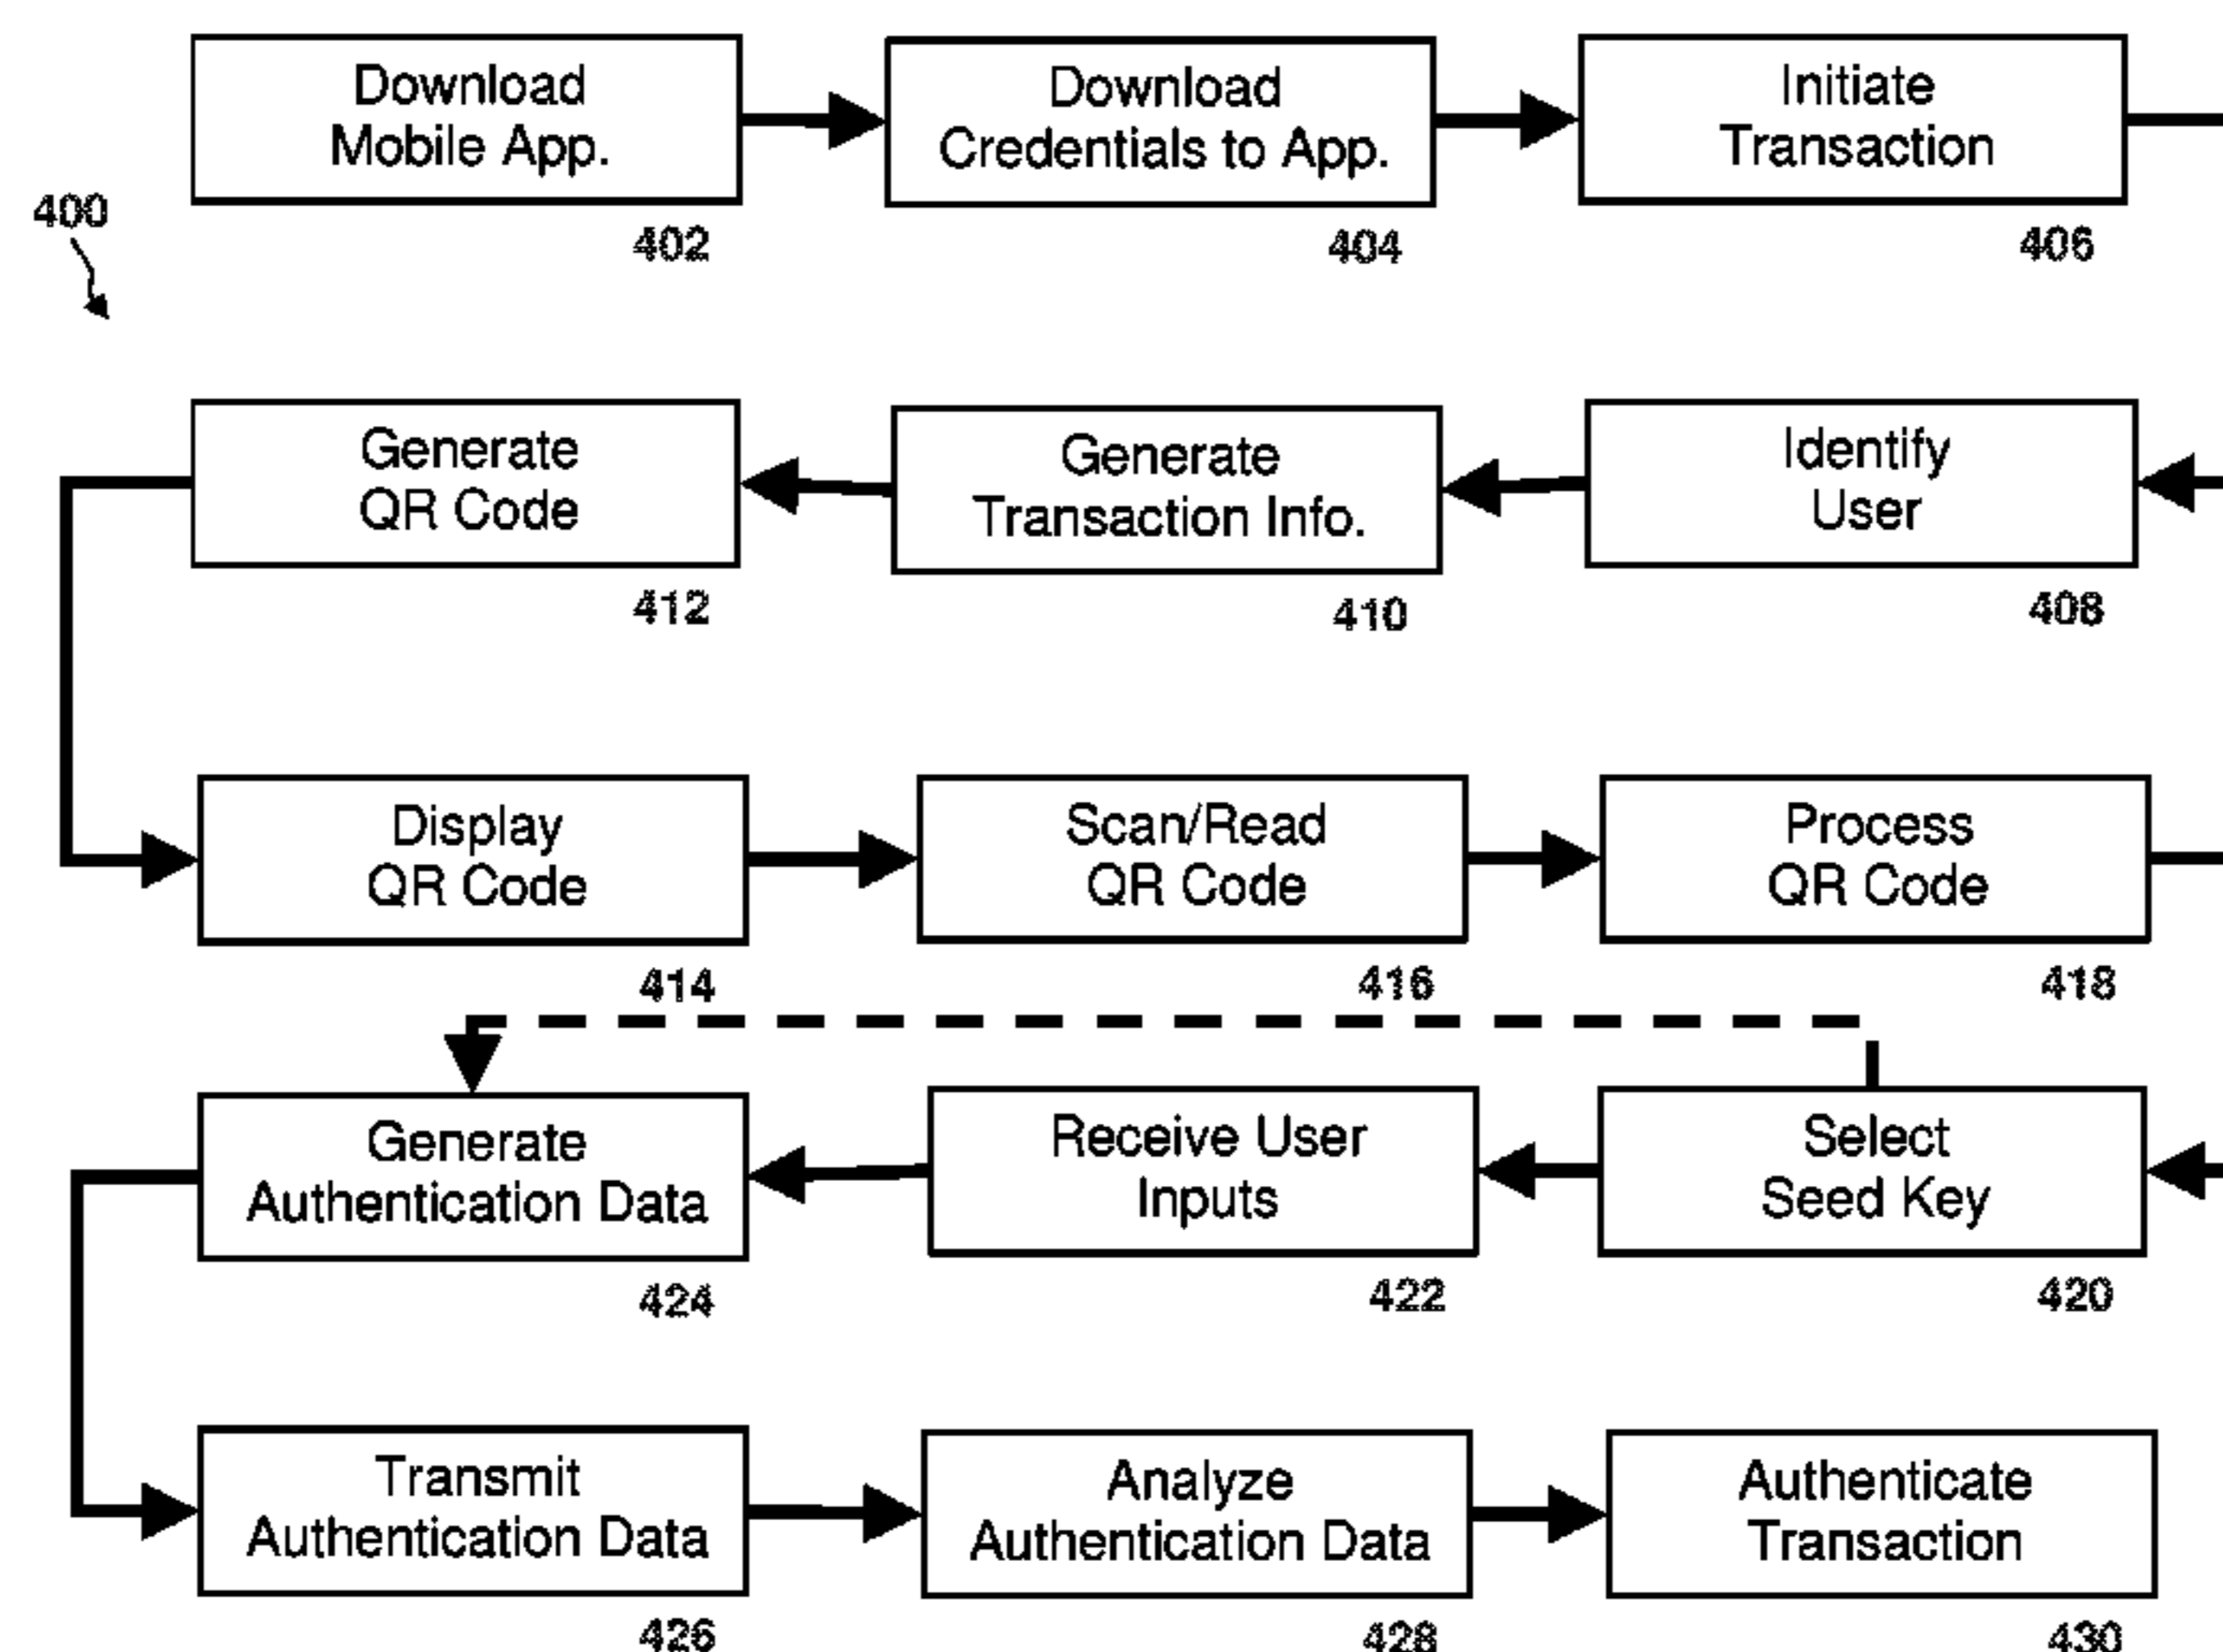 Download
Mobile App.
402
Download
Credentials to App.
404
Initiate
Transaction
406
400
Generate
QR Code
412
Generate
Transaction Info.
410
Identify
User
408
Display
QR Code
414
Scan/Read
QR Code
416
Process
QR Code
418
Generate
Authentication Data
424
Receive User
Inputs
422
Select
Seed Key
420
Transmit
Authentication Data
426
Analyze
Authentication Data
428
Authenticate
Transaction
430